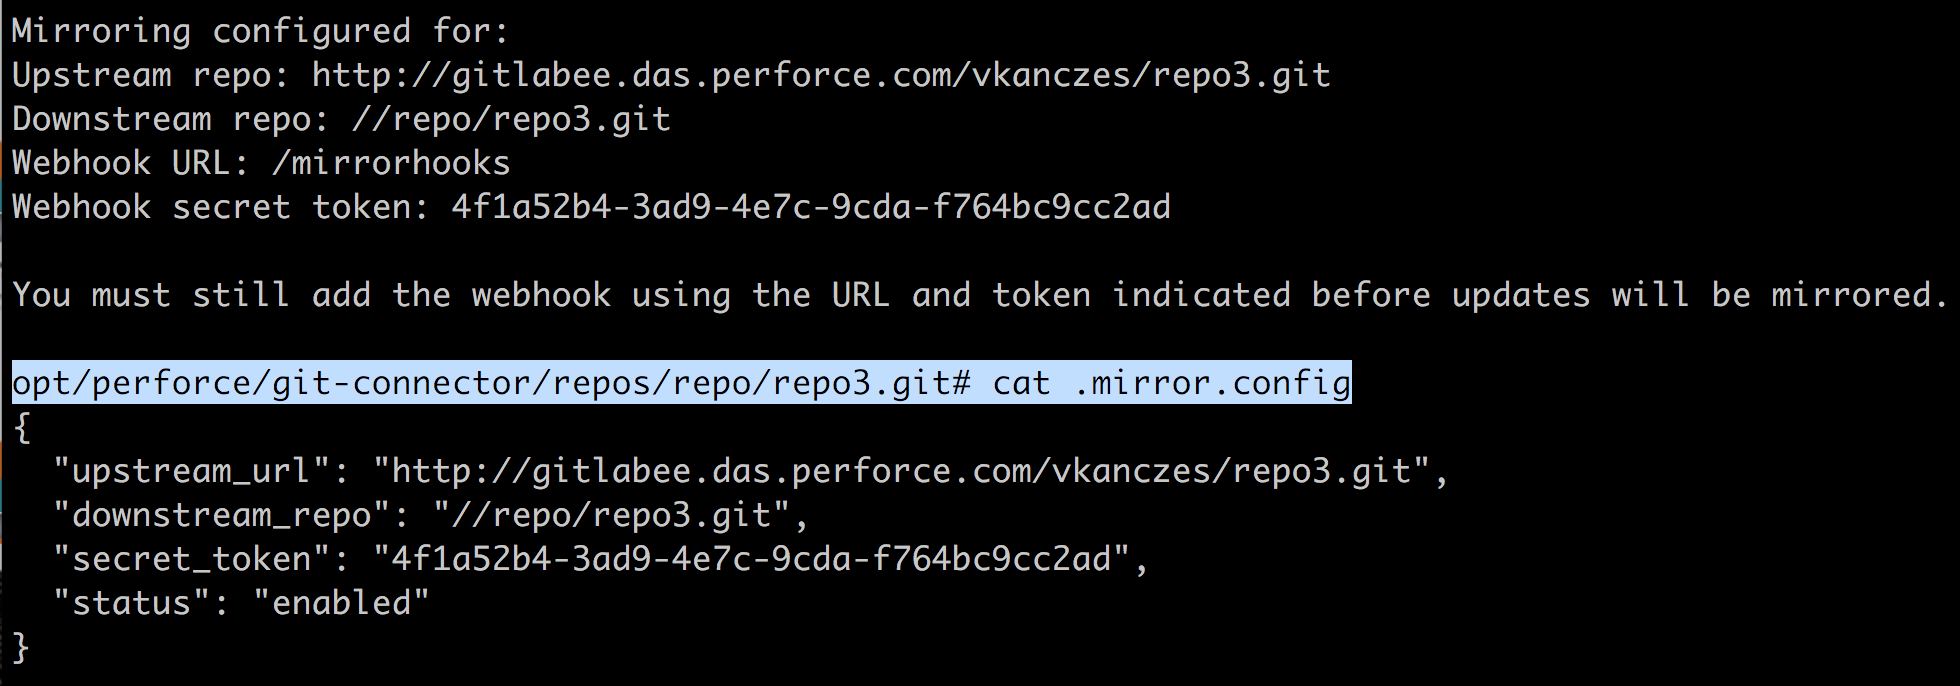 Mirroring configured for:
Upstream repo: http://gitlabee.das.perforce.com/vkanczes/repo3.git
Downstream repo: //repo/repo3.git
Webhook URL: /mirrorhooks
Webhook secret token: 4f1a52b4-3ad9-4e7c-9cda-f764bc9cc2ad
You must still add the webhook using the URL and token indicated before updates will be mirrored.
opt/perforce/git-connector/repos/repo/repo3.git# cat .mirror.config
{
  "upstream_url": "http://gitlabee.das.perforce.com/vkanczes/repo3.git",
  "downstream_repo": "//repo/repo3.git",
  "secret_token": "4f1a52b4-3ad9-4e7c-9cda-f764bc9cc2ad",
  "status": "enabled"
}